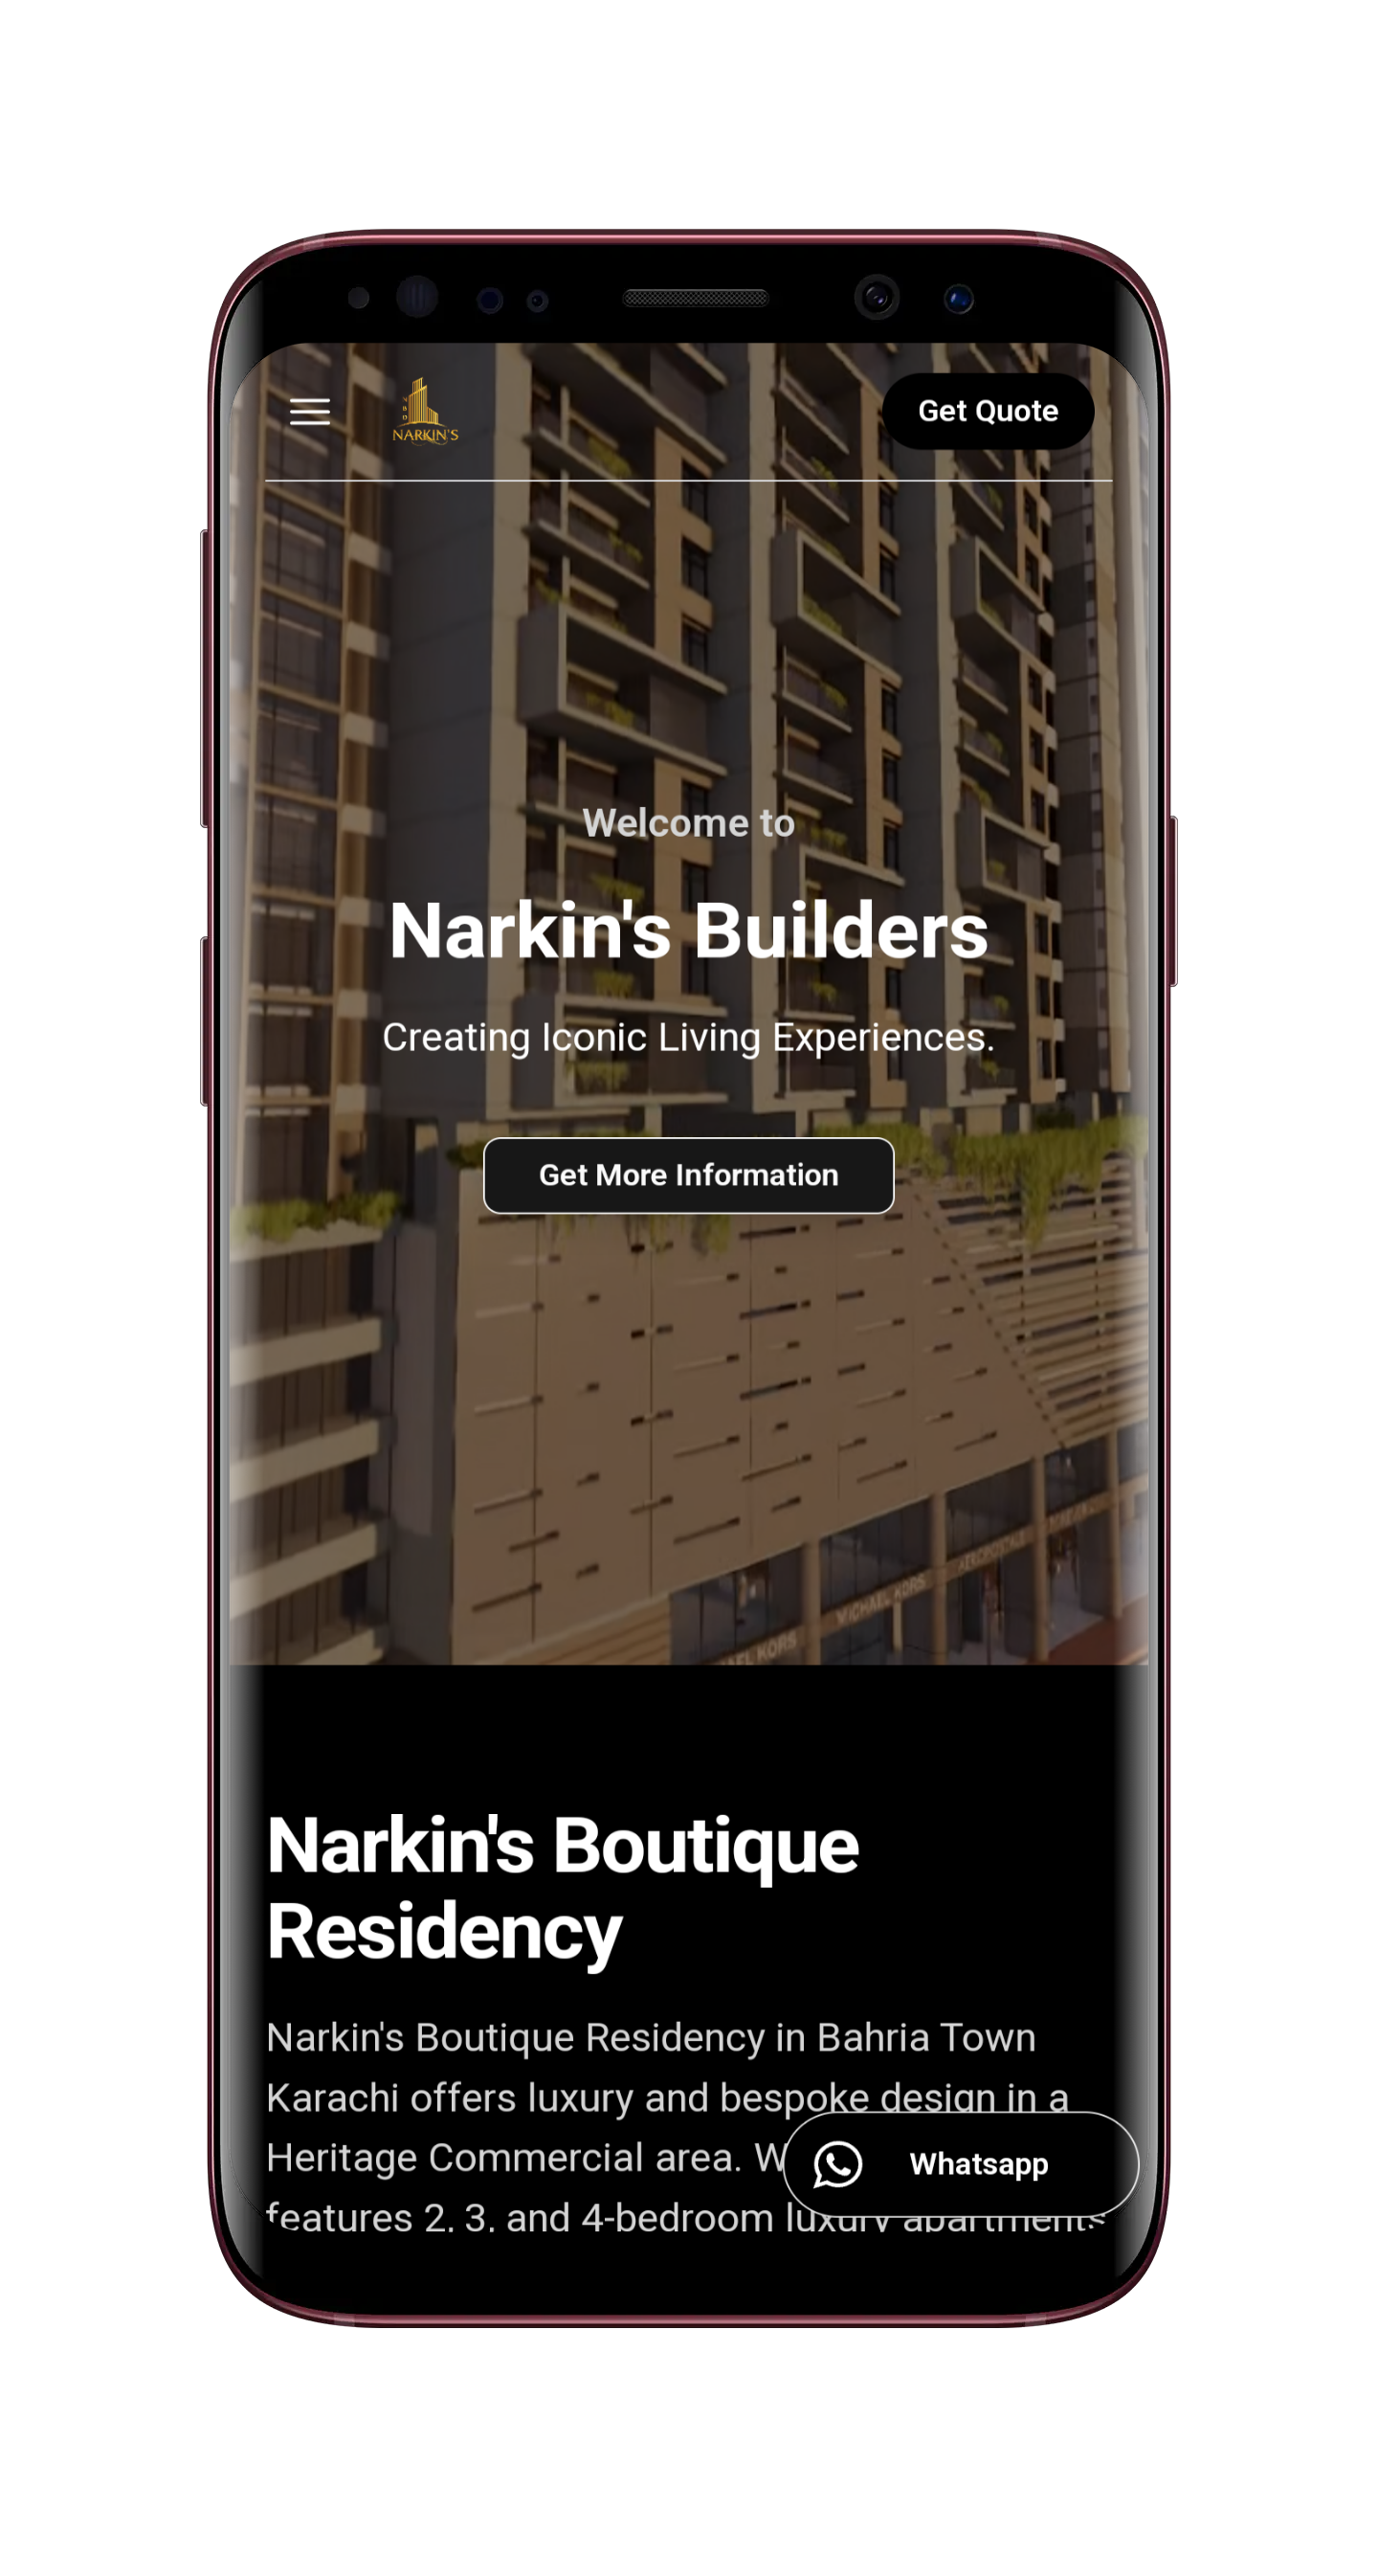 NARKIN'S
Get Quote
Welcome to
Narkin's Builders
Creating Iconic Living Experiences.
Get More Information
MICHAEL KORS
AEROPOSTALE
KORS
Narkin's Boutique
Residency
Narkin's Boutique Residency in Bahria Town
Karachi offers luxury and bespoke design in a
Heritage Commercial area. W
Whatsapp
features 2, 3, and 4-bedroom luxury apartments